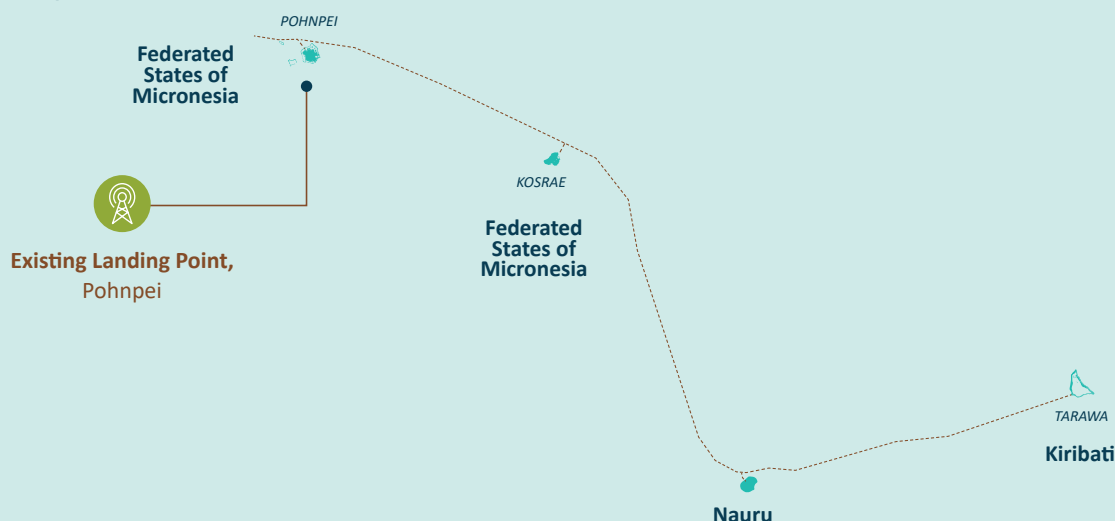 POHNPEI
Federated
States of
Micronesia
KOSRAE
Federated
States of
Micronesia
Existing Landing Point,
Pohnpei
TARAWA
Kiribati
Nauru